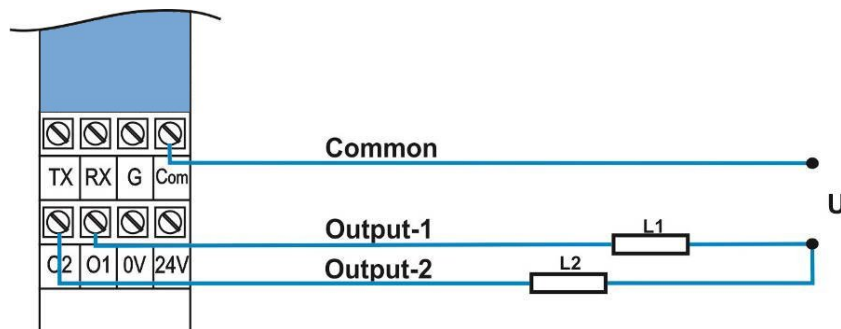 Common
TX RX G Com
U
Output-1 L1
O2 O1 0V 24V
Output-2 L2